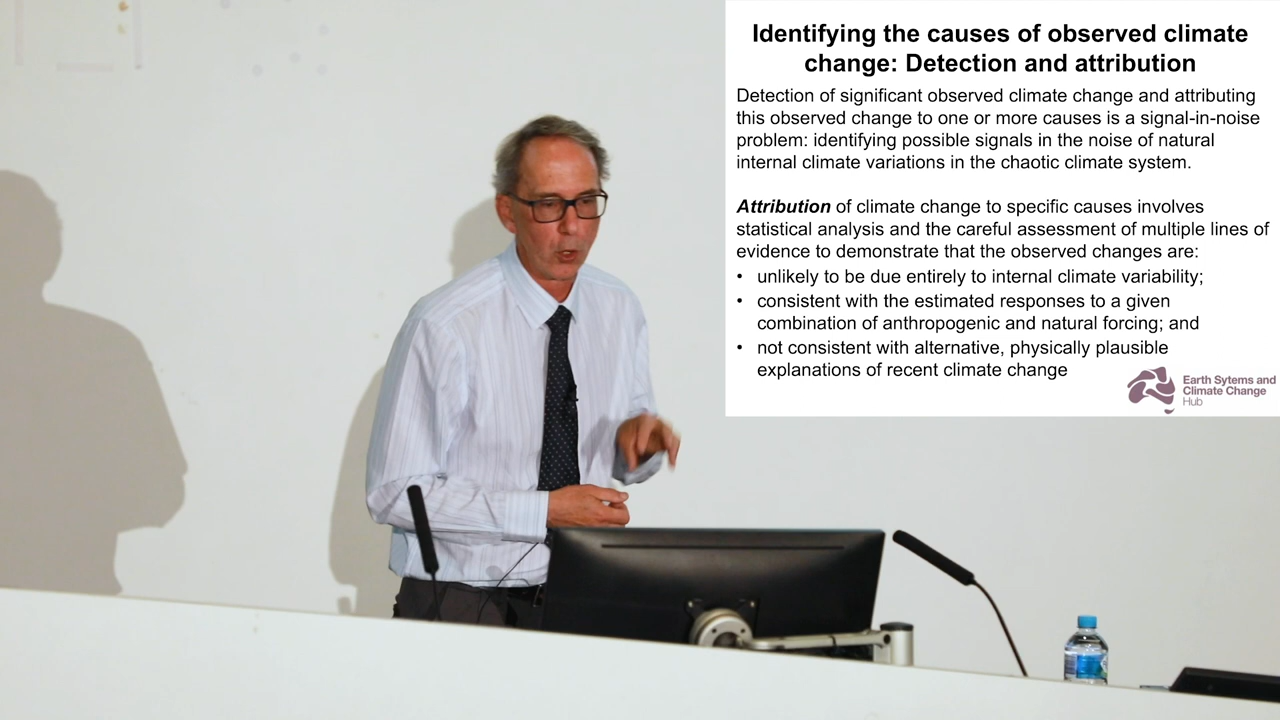 Identifying the causes of observed climate
change: Detection and attribution
Detection of significant observed climate change and attributing
this observed change to one or more causes is a signal-in-noise
problem: identifying possible signals in the noise of natural
internal climate variations in the chaotic climate system.
Attribution of climate change to specific causes involves
statistical analysis and the careful assessment of multiple lines of
evidence to demonstrate that the observed changes are:
• unlikely to be due entirely to internal climate variability;
• consistent with the estimated responses to a given
combination of anthropogenic and natural forcing; and
• not consistent with alternative, physically plausible
explanations of recent climate change
Earth Sytems and
Climate Change
Hub